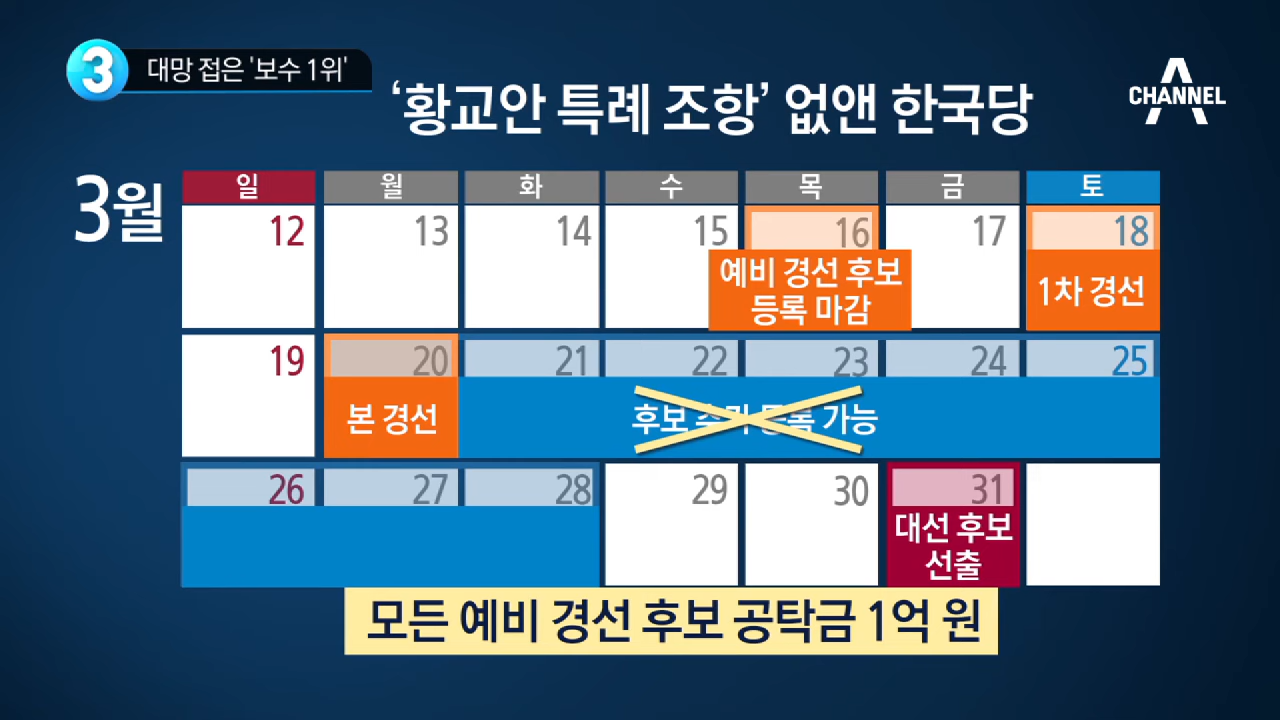 3 대망 접은 '보수 1위'
'황교안 특례 조항' 없앤 한국당
CHANNEL A
3월
일 월 화 수 목 금 토
12 13 14 15 16 17 18
예비 경선 후보
등록 마감
1차 경선
19 20 21 22 23 24 25
본 경선
후보 추가 등록 가능
26 27 28 29 30 31
대선 후보
선출
모든 예비 경선 후보 공탁금 1억 원